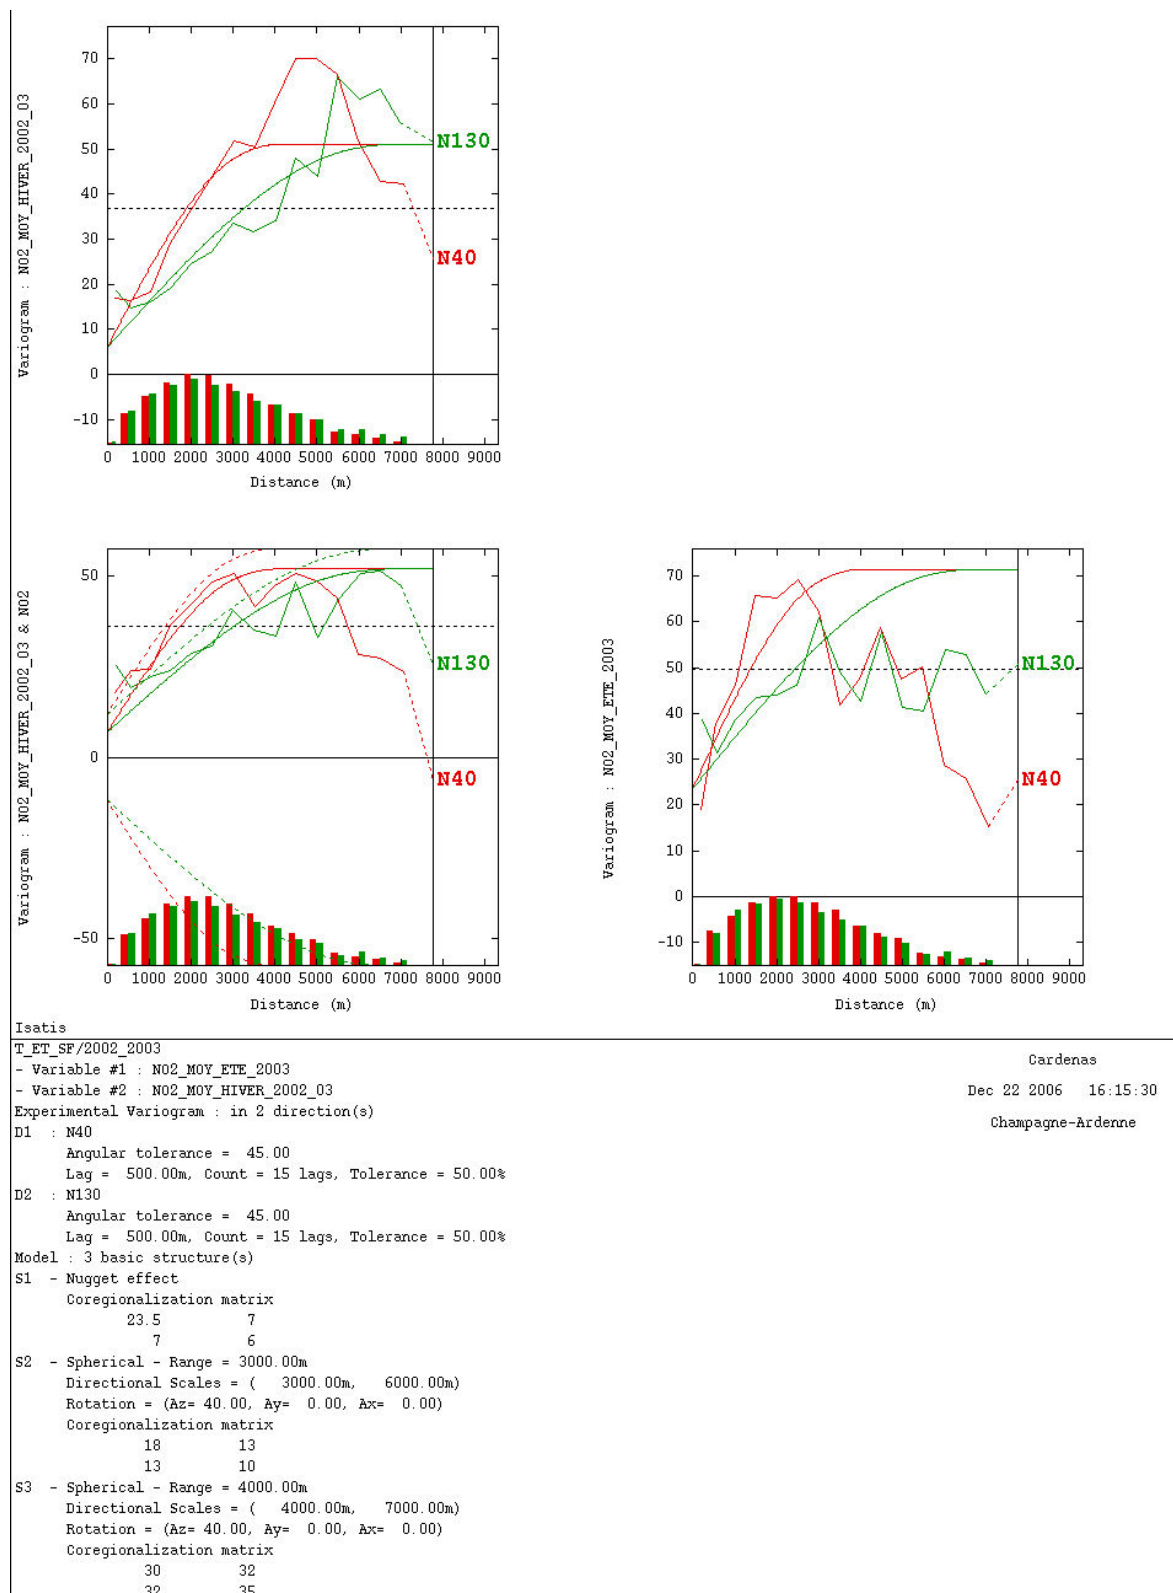 Variogram : NO2_MOY_HIVER_2002_03
70
60
50
40
30
20
10
0
-10
N130
N40
0 1000 2000 3000 4000 5000 6000 7000 8000 9000
Distance (m)
Variogram : NO2_MOY_HIVER_2002_03 & NO2
50
0
-50
N130
N40
0 1000 2000 3000 4000 5000 6000 7000 8000 9000
Distance (m)
Variogram : NO2_MOY_ETE_2003
70
60
50
40
30
20
10
0
-10
N130
N40
0 1000 2000 3000 4000 5000 6000 7000 8000 9000
Distance (m)
Isatis
T_ET_SF/2002_2003
- Variable #1 : NO2_MOY_ETE_2003
- Variable #2 : NO2_MOY_HIVER_2002_03
Experimental Variogram : in 2 direction(s)
D1 : N40
Angular tolerance = 45.00
Lag = 500.00m, Count = 15 lags, Tolerance = 50.00%
D2 : N130
Angular tolerance = 45.00
Lag = 500.00m, Count = 15 lags, Tolerance = 50.00%
Model : 3 basic structure(s)
S1 - Nugget effect
Coregionalization matrix
23.5 7
7 6
S2 - Spherical - Range = 3000.00m
Directional Scales = ( 3000.00m, 6000.00m)
Rotation = (Az= 40.00, Ay= 0.00, Ax= 0.00)
Coregionalization matrix
18 13
13 10
S3 - Spherical - Range = 4000.00m
Directional Scales = ( 4000.00m, 7000.00m)
Rotation = (Az= 40.00, Ay= 0.00, Ax= 0.00)
Coregionalization matrix
30 32
32 35
Cardenas
Dec 22 2006 16:15:30
Champagne-Ardenne